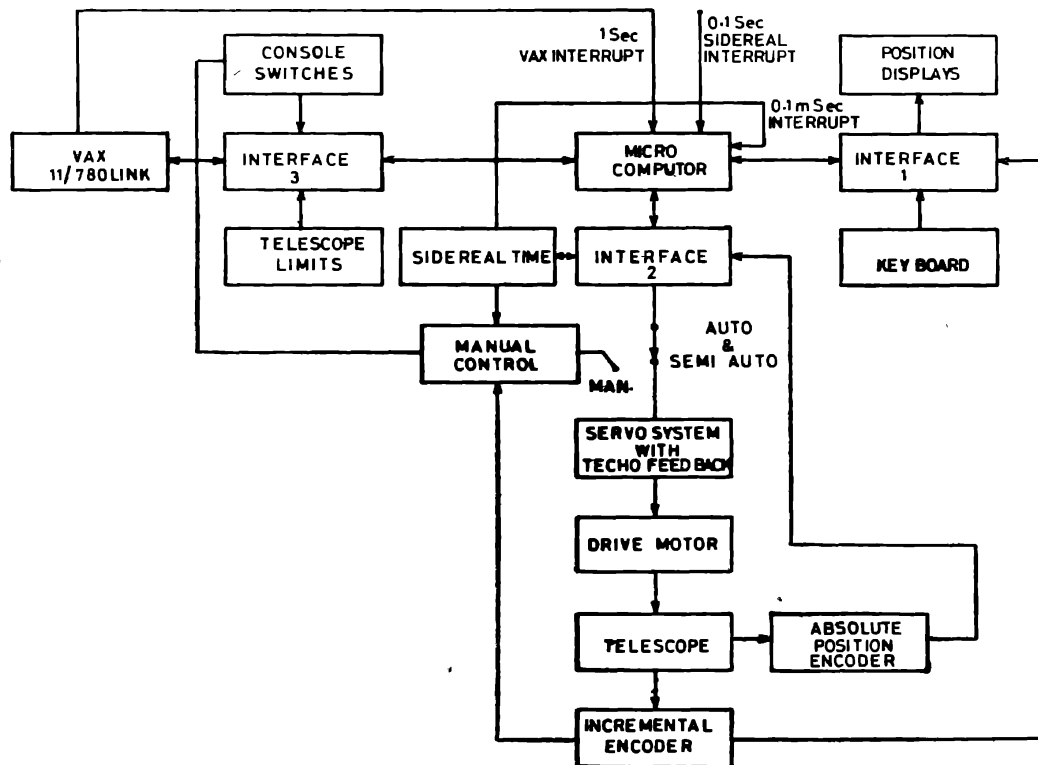 CONSOLE
SWITCHES
1 Sec
VAX INTERRUPT
0.1 Sec
SIDEREAL
INTERRUPT
POSITION
DISPLAYS
0.1 m Sec
INTERRUPT
VAX
11/780 LINK
INTERFACE
3
MICRO
COMPUTOR
INTERFACE
1
TELESCOPE
LIMITS
SIDEREAL TIME
INTERFACE
2
KEY BOARD
MANUAL
CONTROL
MAN.
AUTO
&
SEMI AUTO
SERVO SYSTEM
WITH
TECHO FEED BACK
DRIVE MOTOR
TELESCOPE
ABSOLUTE
POSITION
ENCODER
INCREMENTAL
ENCODER